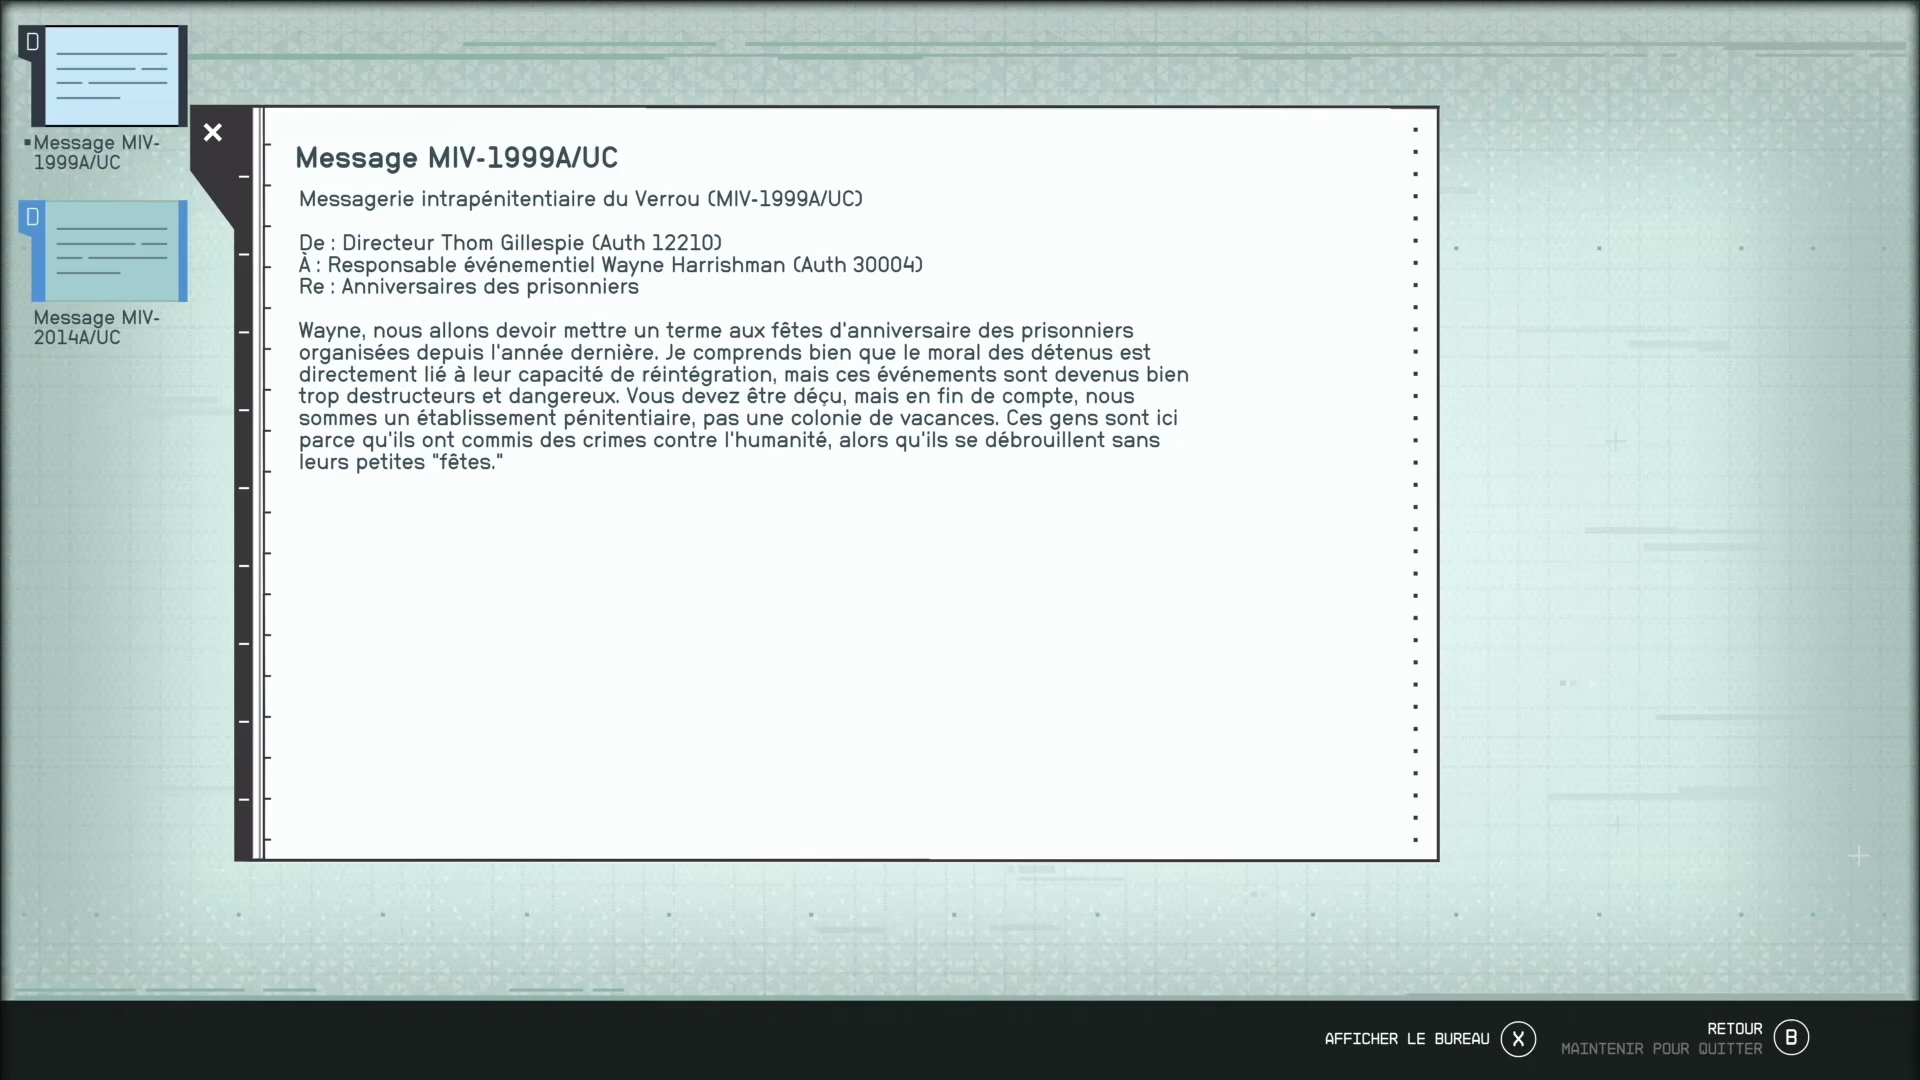 D
Message MIV-
1999A/UC
D
Message MIV-
2014A/UC
Message MIV-1999A/UC
Messagerie intrapénitentiaire du Verrou (MIV-1999A/UC)
De : Directeur Thom Gillespie (Auth 12210)
À : Responsable événementiel Wayne Harrishman (Auth 30004)
Re : Anniversaires des prisonniers
Wayne, nous allons devoir mettre un terme aux fêtes d'anniversaire des prisonniers
organisées depuis l'année dernière. Je comprends bien que le moral des détenus est
directement lié à leur capacité de réintégration, mais ces événements sont devenus bien
trop destructeurs et dangereux. Vous devez être déçu, mais en fin de compte, nous
sommes un établissement pénitentiaire, pas une colonie de vacances. Ces gens sont ici
parce qu'ils ont commis des crimes contre l'humanité, alors qu'ils se débrouillent sans
leurs petites "fêtes."
AFFICHER LE BUREAU X
RETOUR B
MAINTENIR POUR QUITTER